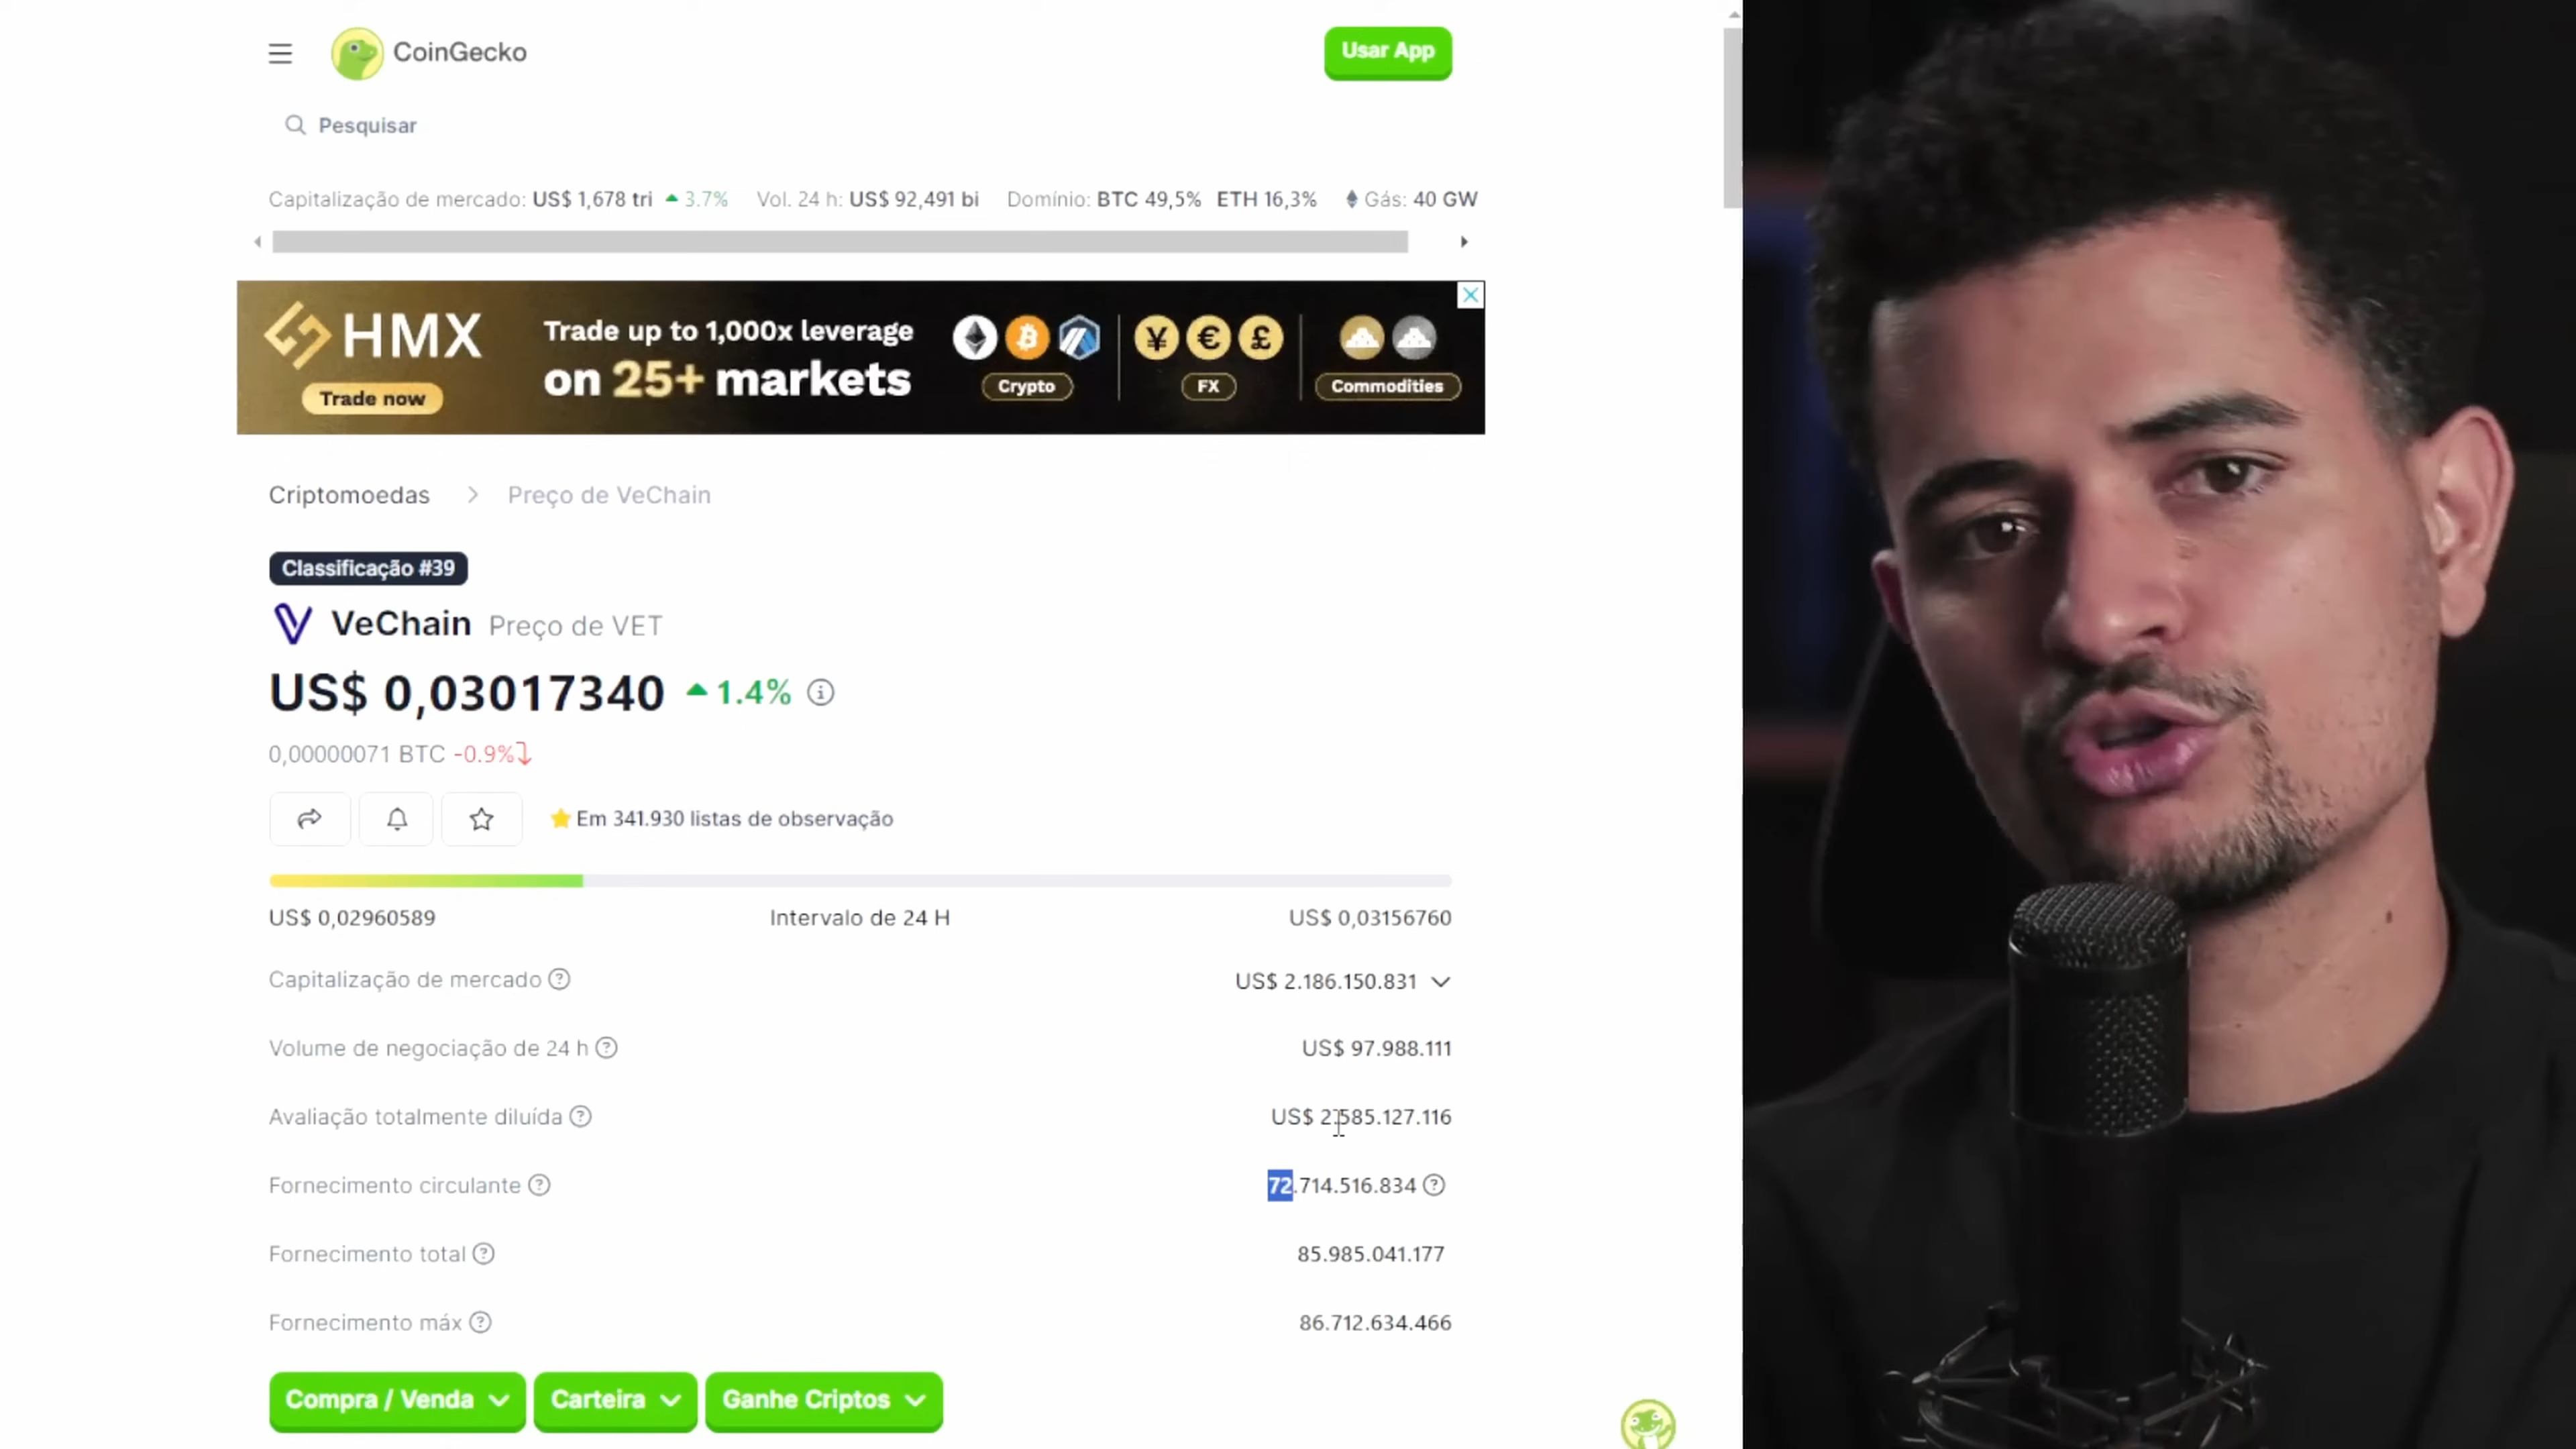 CoinGecko
Usar App
Pesquisar
Capitalização de mercado: US$ 1,678 tri 3.7% Vol. 24 h: US$ 92,491 bi Domínio: BTC 49,5% ETH 16,3% Gás: 40 GW
HMX
Trade now
Trade up to 1,000x leverage
on 25+ markets
Crypto
FX
Commodities
Criptomoedas > Preço de VeChain
Classificação #39
VeChain Preço de VET
US$ 0,03017340 1.4%
0,00000071 BTC -0.9%
Em 341.930 listas de observação
US$ 0,02960589 Intervalo de 24 H US$ 0,03156760
Capitalização de mercado US$ 2.186.150.831
Volume de negociação de 24 h US$ 97.988.111
Avaliação totalmente diluída US$ 2.585.127.116
Fornecimento circulante 72.714.516.834
Fornecimento total 85.985.041.177
Fornecimento máx 86.712.634.466
Compra / Venda
Carteira
Ganhe Criptos